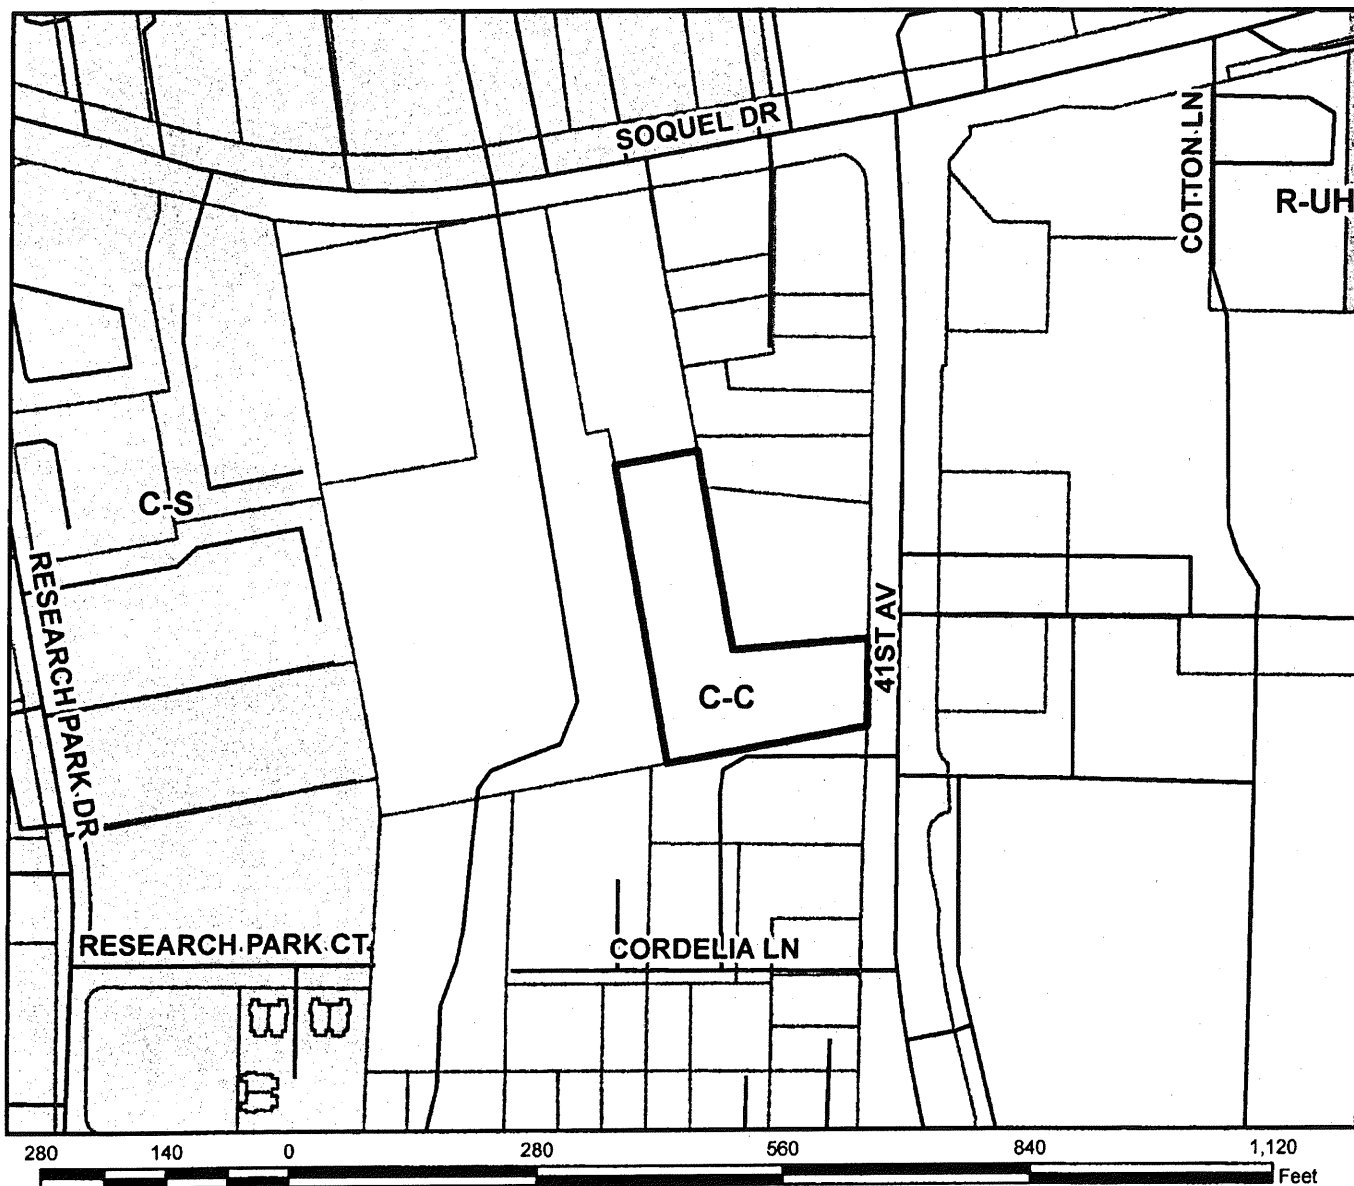 SOQUEL DR
COTTON LN
R-UH
C-S
RESEARCH PARK DR
41ST AV
C-C
RESEARCH PARK CT
CORDELIA LN
280 140 0 280 560 840 1,120
Feet